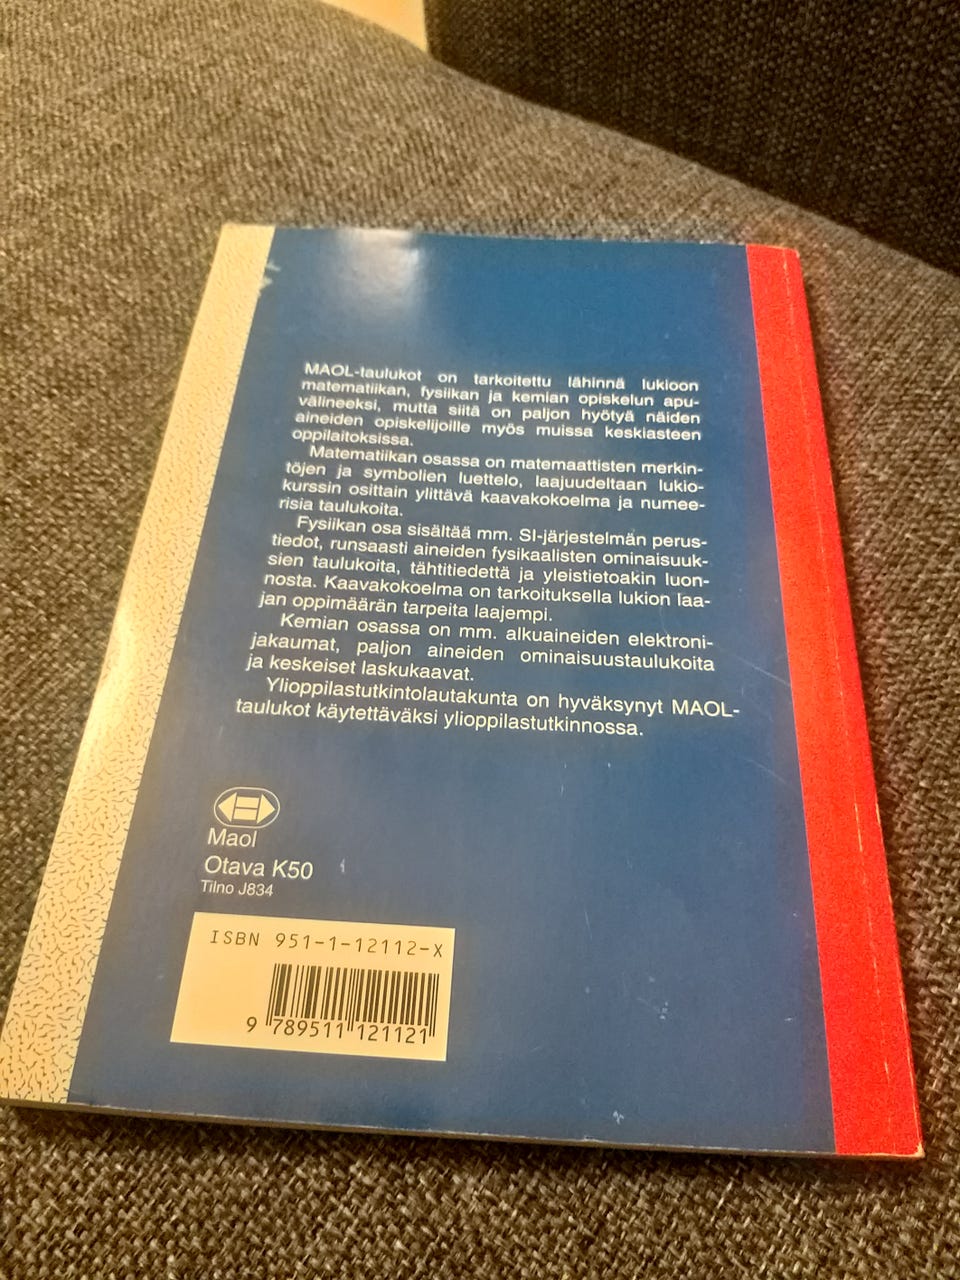 MAOL-taulukot on tarkoitettu lähinnä lukioon
matematiikan, fysiikan ja kemian opiskelun apu-
välineeksi, mutta siitä on paljon hyötyä näiden
aineiden opiskelijoille myös muissa keskiasteen
oppilaitoksissa.
Matematiikan osassa on matemaattisten merkin-
töjen ja symbolien luettelo, laajuudeltaan lukio-
kurssin osittain ylittävä kaavakokoelma ja numee-
risia taulukoita.
Fysiikan osa sisältää mm. SI-järjestelmän perus-
tiedot, runsaasti aineiden fysikaalisten ominaisuuk-
sien taulukoita, tähtitiedettä ja yleistietoakin luon-
nosta. Kaavakokoelma on tarkoituksella lukion laa-
jan oppimäärän tarpeita laajempi.
Kemian osassa on mm. alkuaineiden elektroni-
jakaumat, paljon aineiden ominaisuustaulukoita
ja keskeiset laskukaavat.
Ylioppilastutkintolautakunta on hyväksynyt MAOL-
taulukot käytettäväksi ylioppilastutkinnossa.
Maol
Otava K50
Tilno J834
ISBN 951-1-12112-X
9 789511 121121